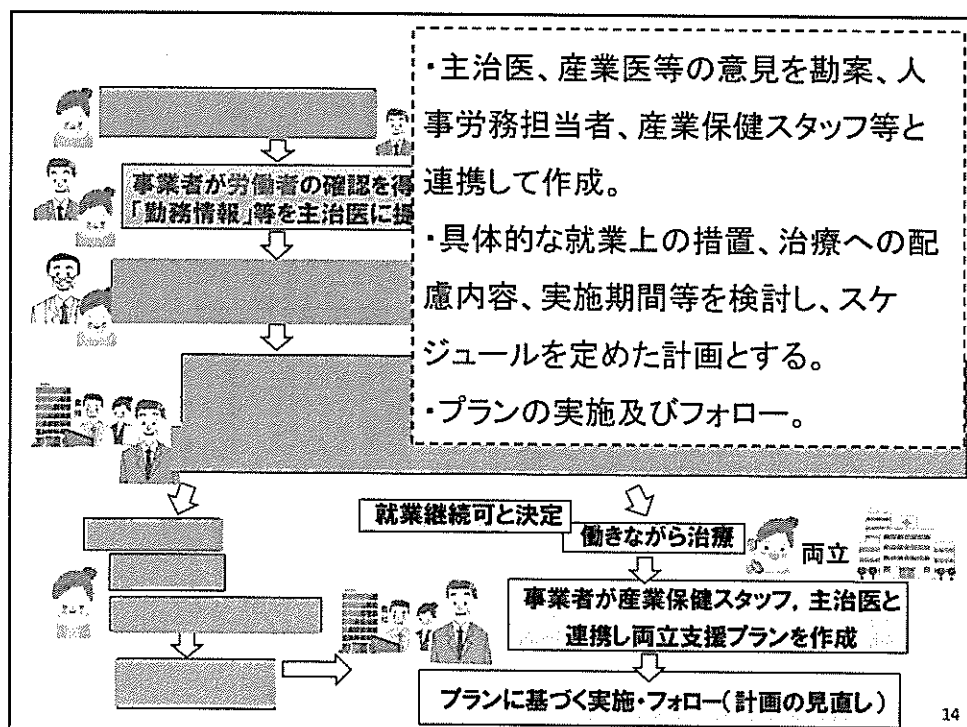 ・主治医、産業医等の意見を勘案、人
事労務担当者、産業保健スタッフ等と
連携して作成。
・具体的な就業上の措置、治療への配
慮内容、実施期間等を検討し、スケ
ジュールを定めた計画とする。
・プランの実施及びフォロー。
事業者が労働者の確認を得
「勤務情報」等を主治医に提
就業継続可と決定
働きながら治療
両立
事業者が産業保健スタッフ，主治医と
連携し両立支援プランを作成
プランに基づく実施・フォロー（計画の見直し）
14